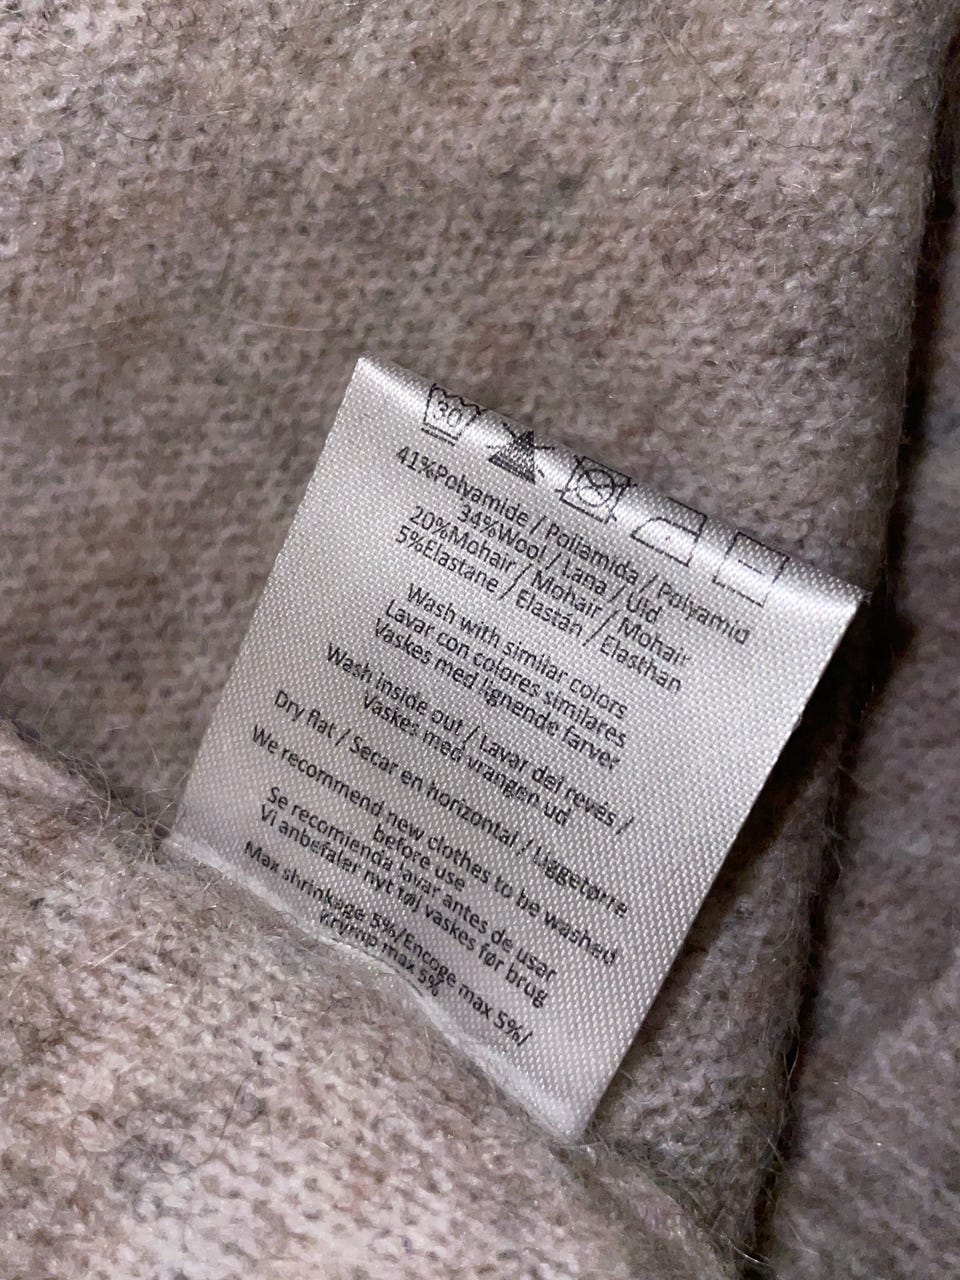 30
41%Polyamide / Poliamida / Polyamid
34%Wool / Lana / Uld
20%Mohair / Mohair / Mohair
5%Elastane / Elastán / Elasthan
Wash with similar colors
Lavar con colores similares
Vaskes med lignende farver
Wash inside out / Lavar del revés /
Vaskes med vrangen ud
Dry flat / Secar en horizontal / Liggetørre
We recommend new clothes to be washed
before use
Se recomienda lavar antes de usar
Vi anbefaler nyt tøj vaskes før brug
Max shrinkage 5%/Encoge max 5%/
Krymp max 5%